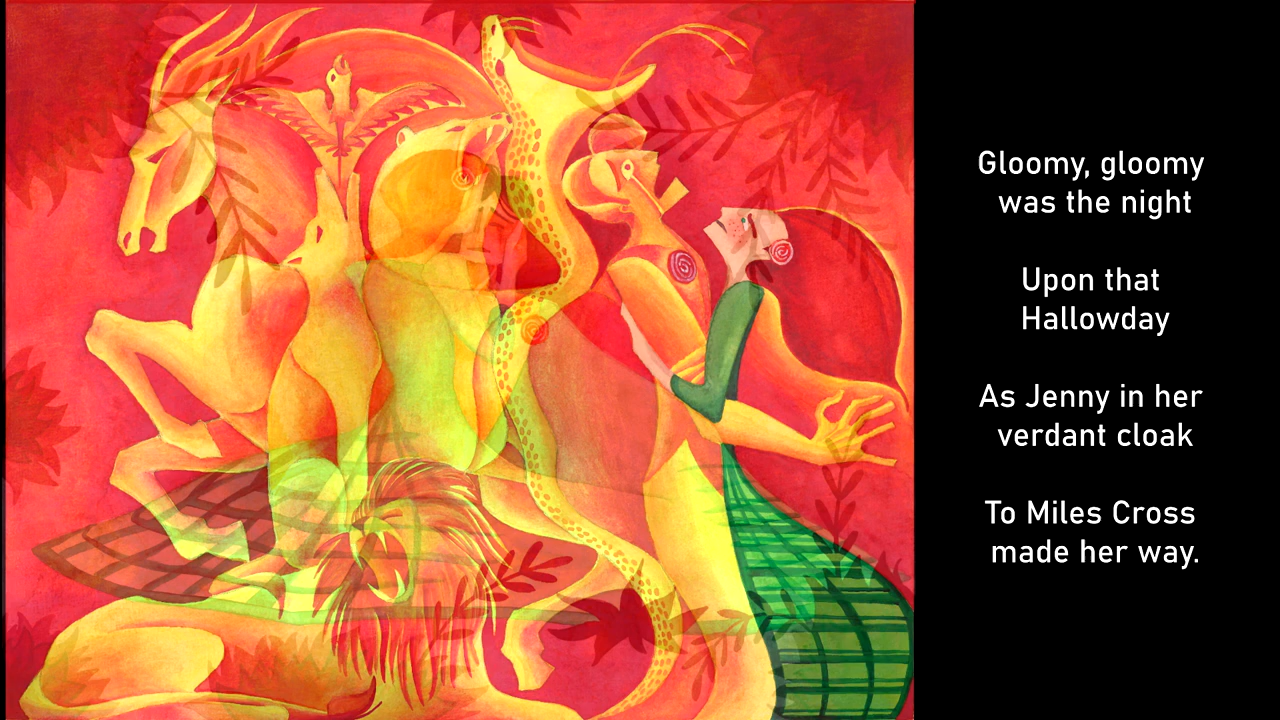 Gloomy, gloomy
was the night
Upon that
Hallowday
As Jenny in her
verdant cloak
To Miles Cross
made her way.